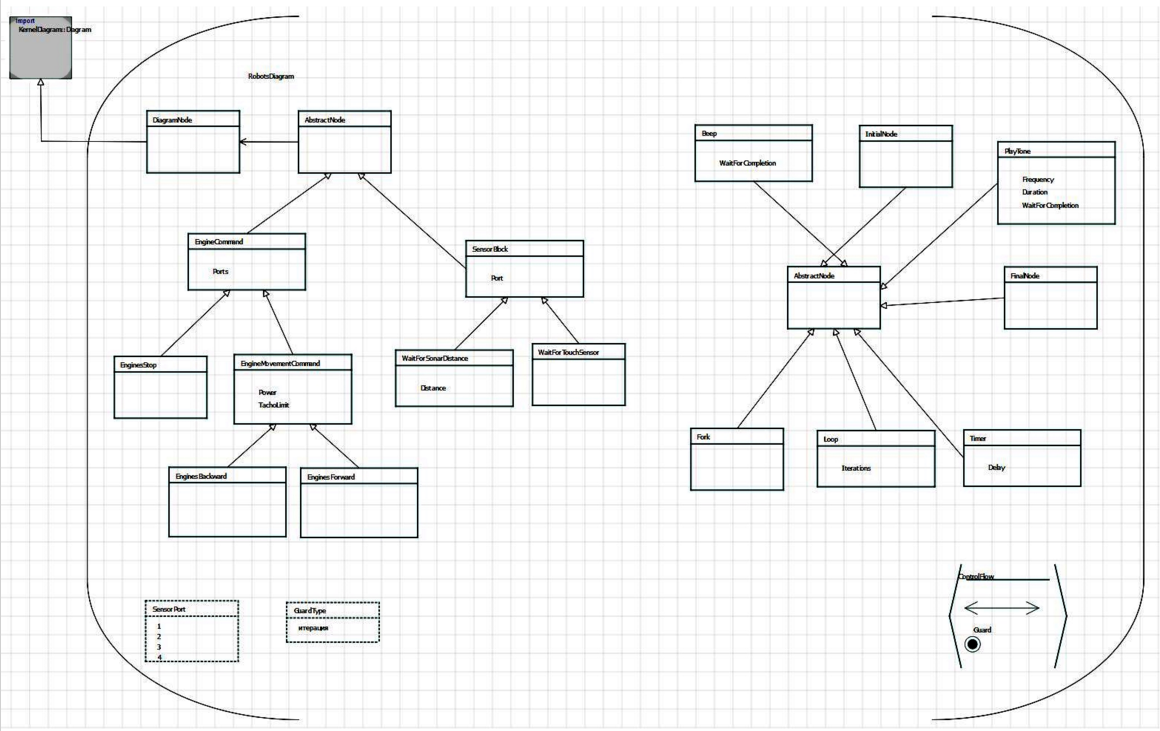 Import
KernelDiagram::Diagram
RobotsDiagram
DiagramNode
AbstractNode
EngineCommand
Ports
SensorBlock
Port
EnginesStop
EngineMovementCommand
Power
TachoLimit
WaitForSonarDistance
Distance
WaitForTouchSensor
EnginesBackward
EnginesForward
SensorPort
1
2
3
4
GuardType
итерация
Beep
WaitForCompletion
InitialNode
PlayTone
Frequency
Duration
WaitForCompletion
AbstractNode
FinalNode
Fork
Loop
Iterations
Timer
Delay
ControlFlow
Guard